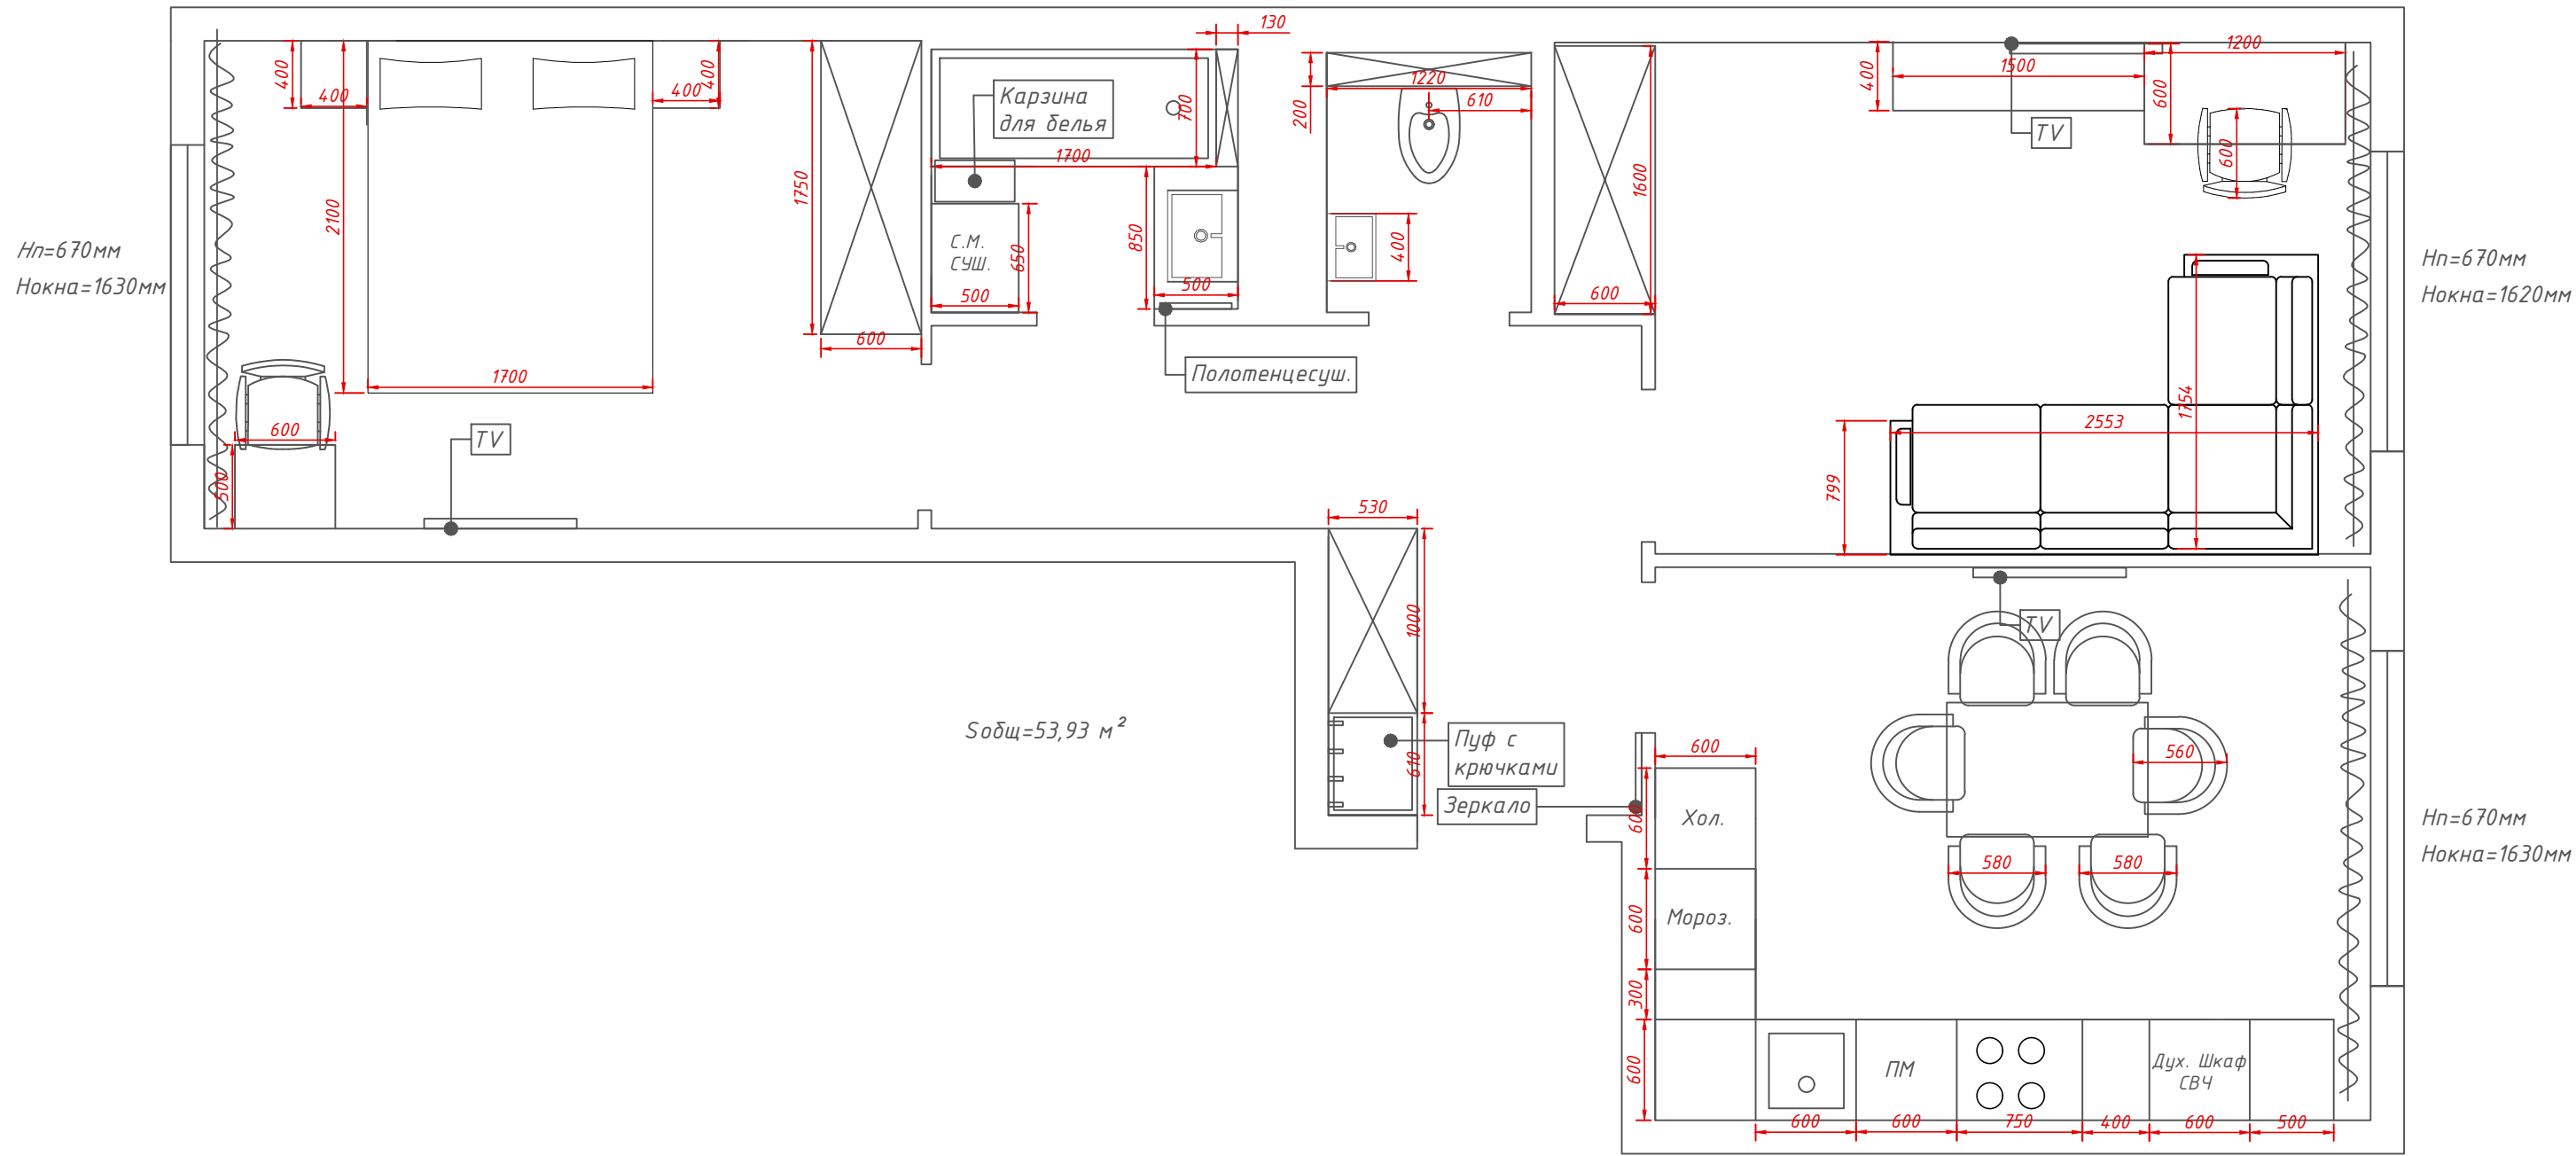 130
1200
400
400
400
400
1500
400
600
1220
610
200
Карзина
для белья
700
1700
TV
600
2100
1750
1600
850
С.М.
СУШ.
650
400
500
500
600
Нп=670мм
Нокна=1630мм
Нп=670мм
Нокна=1620мм
600
1700
Полотенцесуш.
1754
2553
799
600
500
TV
530
1000
TV
Sобщ=53,93 м²
Пуф с
крючками
610
Зеркало
600
560
600
Хол.
Нп=670мм
Нокна=1630мм
580
580
600
Мороз.
300
600
ПМ
Дух. Шкаф
СВЧ
600
600
750
400
600
500